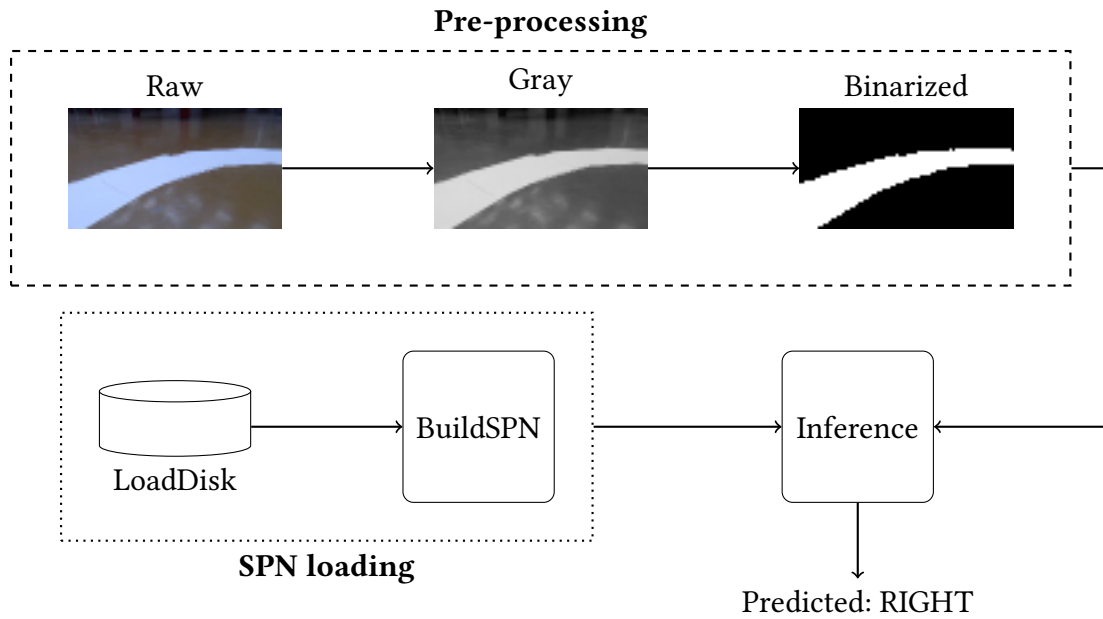 Pre-processing
Raw
Gray
Binarized
BuildSPN
Inference
LoadDisk
SPN loading
Predicted: RIGHT